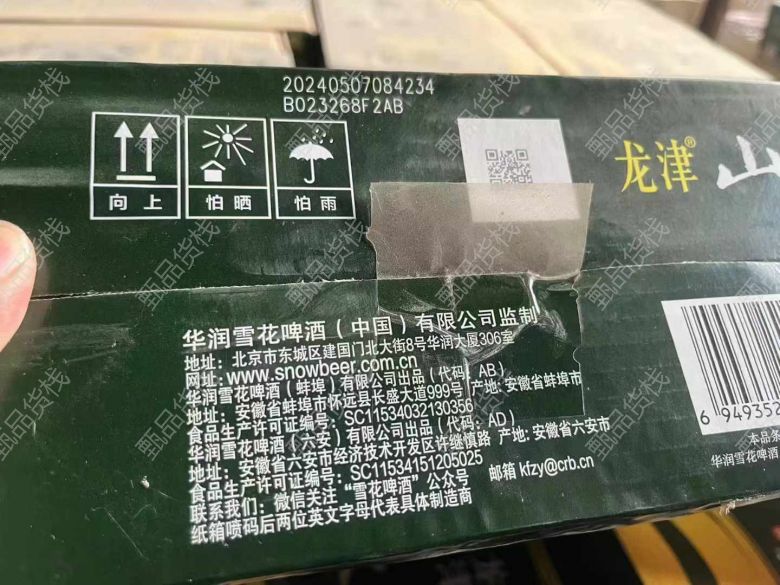 20240507084234
B023268F2AB
向上
怕晒
怕雨
龙津®
山
华润雪花啤酒（中国）有限公司监制
地址：北京市东城区建国门北大街8号华润大厦306室
网址：www.snowbeer.com.cn
华润雪花啤酒（蚌埠）有限公司出品（代码：AB）
地址：安徽省蚌埠市怀远县长盛大道999号 产地：安徽省蚌埠市
食品生产许可证编号：SC11534032130356
华润雪花啤酒（六安）有限公司出品（代码：AD）
地址：安徽省六安市经济技术开发区许继慎路 产地：安徽省六安市
食品生产许可证编号：SC11534151205025
联系我们：微信关注“雪花啤酒”公众号 邮箱 kfzy@crb.cn
纸箱喷码后两位英文字母代表具体制造商
6 949352
本品条
华润雪花啤酒
甄品货栈